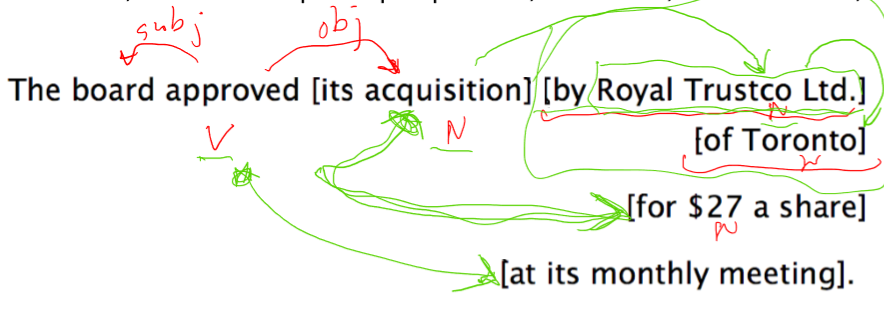 subj obj
The board approved [its acquisition] [by Royal Trustco Ltd.]
V N N
[of Toronto]
N
[for $27 a share]
N
[at its monthly meeting].